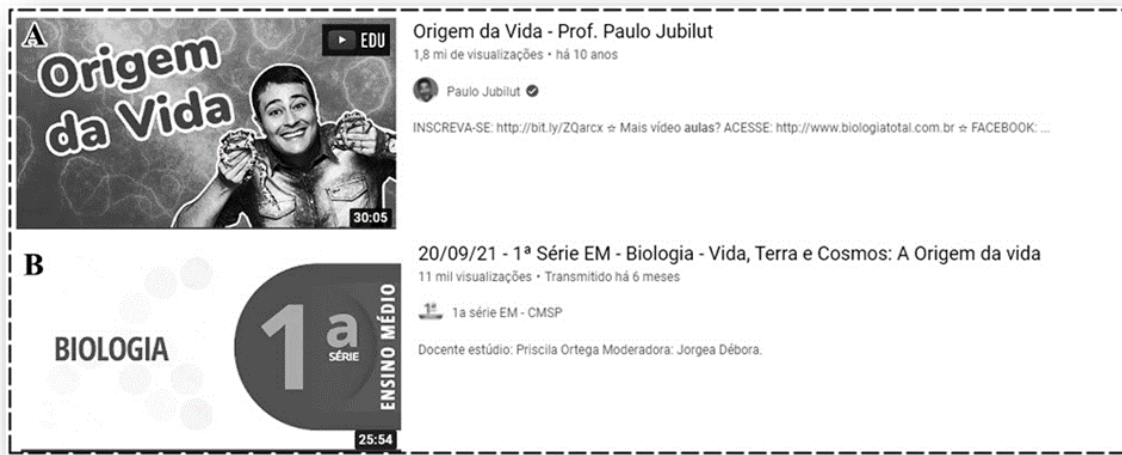 A
Origem
da Vida
EDU
30:05
Origem da Vida - Prof. Paulo Jubilut
1,8 mi de visualizações • há 10 anos
Paulo Jubilut
INSCREVA-SE: http://bit.ly/ZQarcx ☆ Mais vídeo aulas? ACESSE: http://www.biologiatotal.com.br ☆ FACEBOOK: ...
B
BIOLOGIA
1a
SÉRIE
ENSINO MÉDIO
25:54
20/09/21 - 1ª Série EM - Biologia - Vida, Terra e Cosmos: A Origem da vida
11 mil visualizações • Transmitido há 6 meses
1ª
1a série EM - CMSP
Docente estúdio: Priscila Ortega Moderadora: Jorgea Débora.